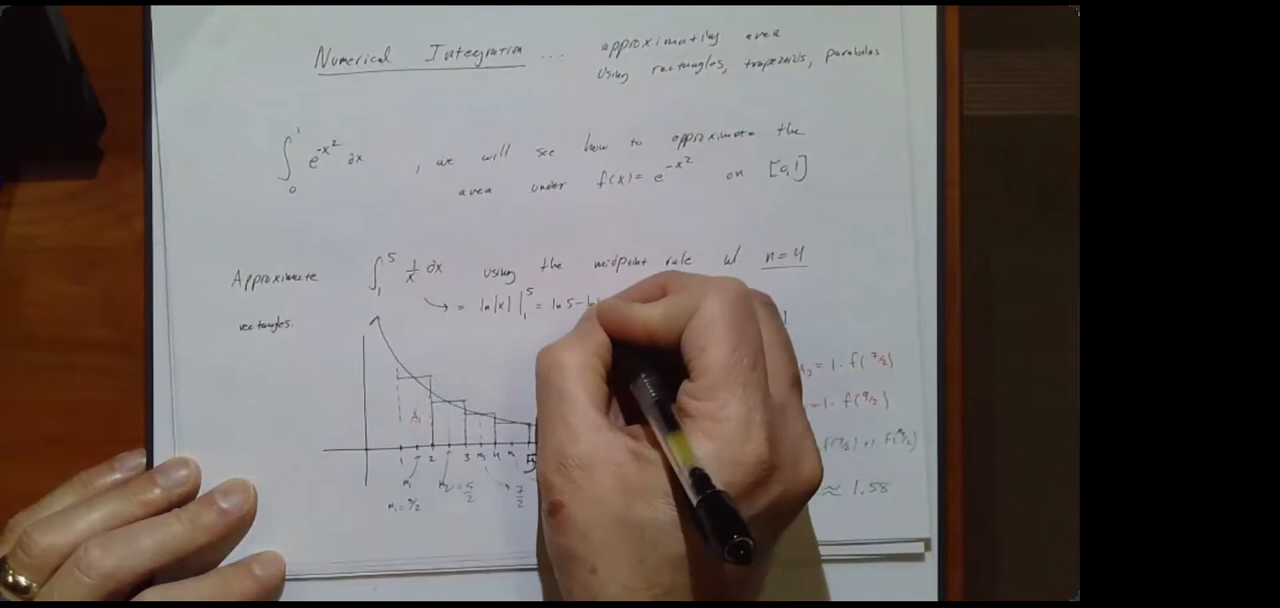 Numerical Integration .... approximating area
using rectangles, trapezoids, parabolas
∫₀¹ e^{-x²} dx , we will see how to approximate the
area under f(x) = e^{-x²} on [0,1]
Approximate ∫₁⁵ 1/x dx using the midpoint rule w/ n=4
rectangles.
= ln|x| |₁⁵ = ln 5 -
= 1 · f(7/2)
= 1 · f(9/2)
A₁
1 2 3 4 5
m₁ = 3/2
m₂ = 5/2
7/2
≈ 1.58